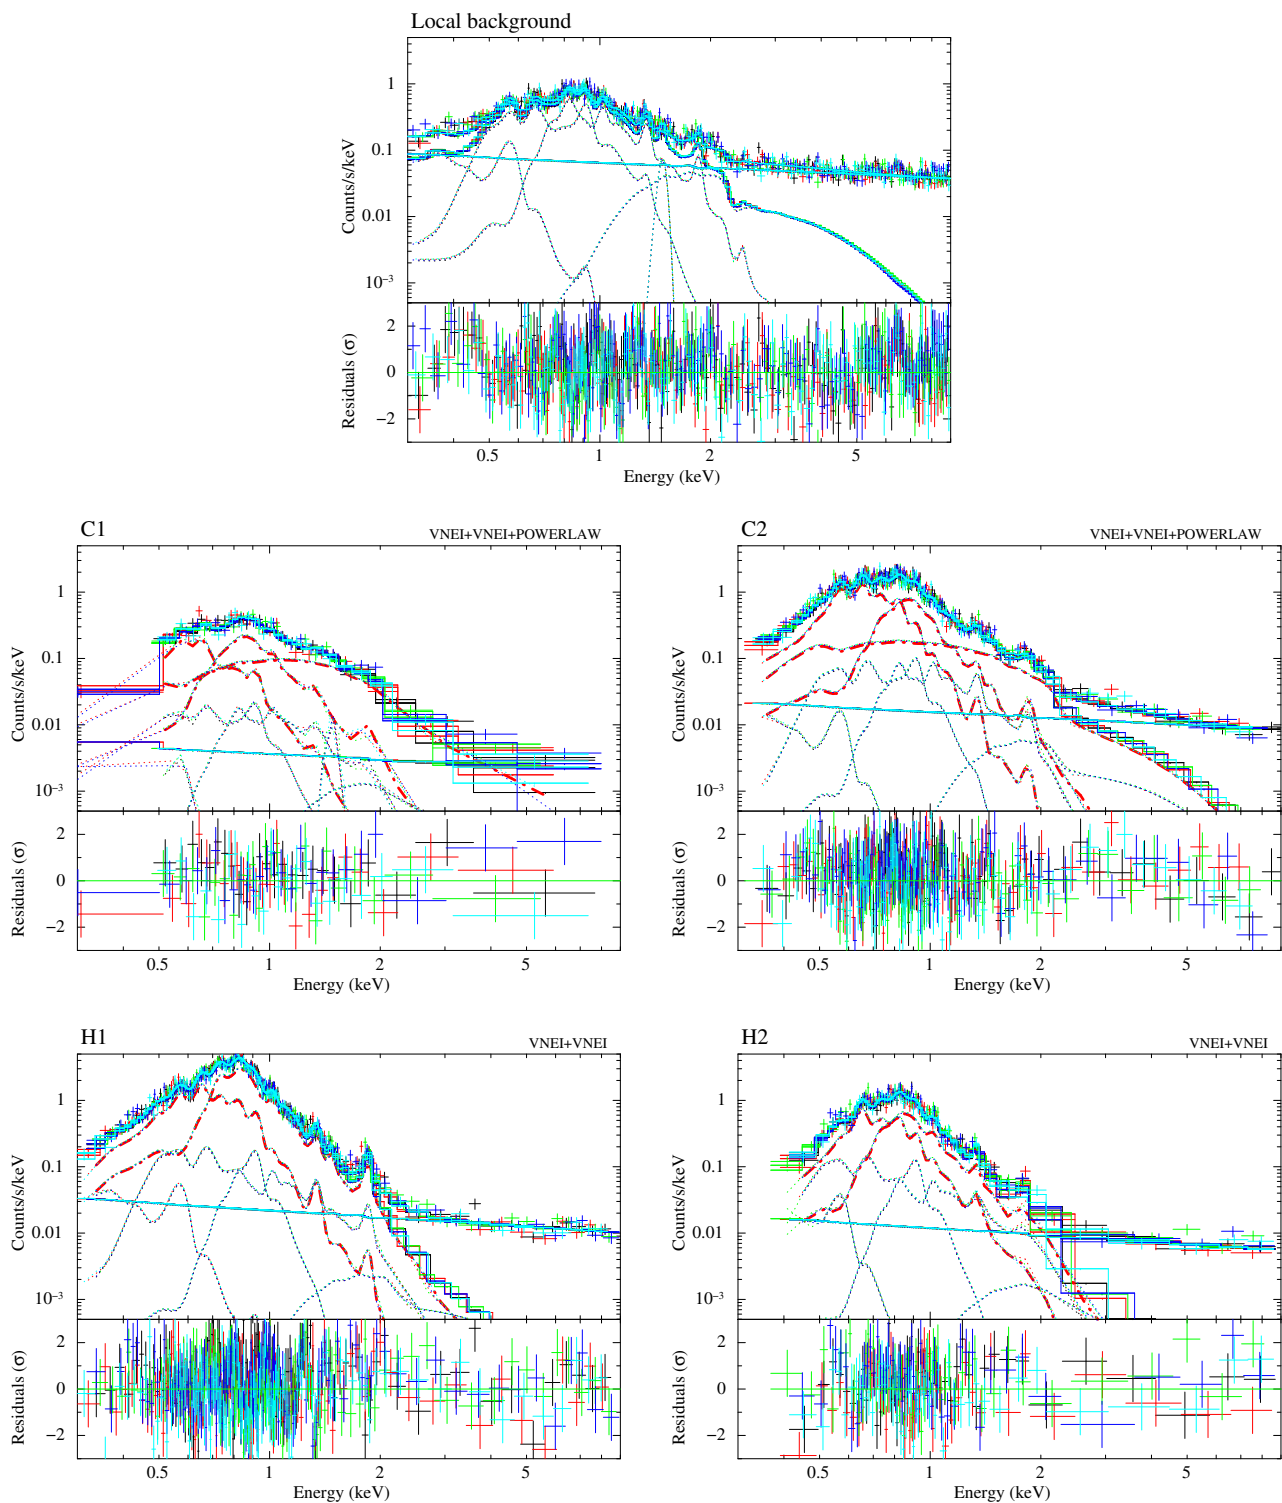 Local background
1
0.1
0.01
10⁻³
Counts/s/keV
2
0
−2
Residuals (σ)
0.5 1 2 5
Energy (keV)
C1 VNEI+VNEI+POWERLAW
1
0.1
0.01
10⁻³
Counts/s/keV
2
0
−2
Residuals (σ)
0.5 1 2 5
Energy (keV)
C2 VNEI+VNEI+POWERLAW
1
0.1
0.01
10⁻³
Counts/s/keV
2
0
−2
Residuals (σ)
0.5 1 2 5
Energy (keV)
H1 VNEI+VNEI
1
0.1
0.01
10⁻³
Counts/s/keV
2
0
−2
Residuals (σ)
0.5 1 2 5
Energy (keV)
H2 VNEI+VNEI
1
0.1
0.01
10⁻³
Counts/s/keV
2
0
−2
Residuals (σ)
0.5 1 2 5
Energy (keV)